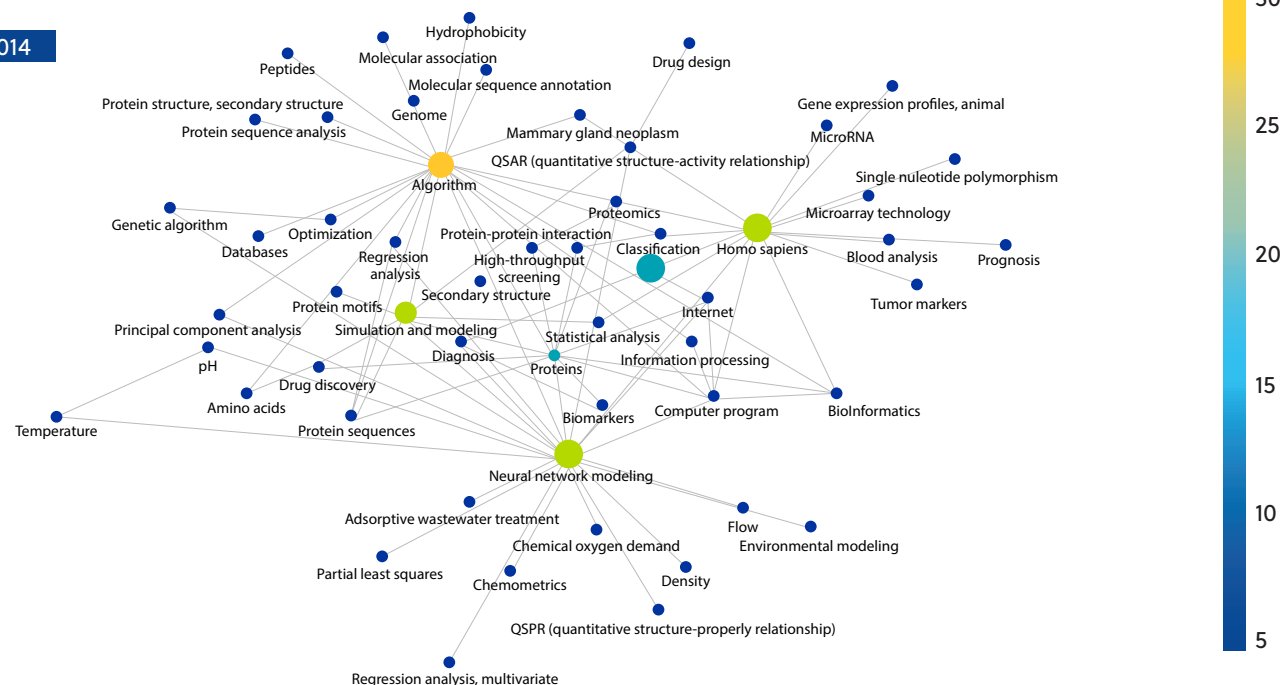 014
30
Hydrophobicity
Molecular association
Peptides
Drug design
Molecular sequence annotation
Protein structure, secondary structure
Genome
Gene expression profiles, animal
25
Protein sequence analysis
Mammary gland neoplasm
MicroRNA
QSAR (quantitative structure-activity relationship)
Single nuleotide polymorphism
Algorithm
Proteomics
Microarray technology
Genetic algorithm
Optimization
Protein-protein interaction
Databases
Classification
Homo sapiens
20
Regression
analysis
High-throughput
screening
Blood analysis
Prognosis
Secondary structure
Protein motifs
Internet
Tumor markers
Principal component analysis
Simulation and modeling
Statistical analysis
Diagnosis
Information processing
pH
Proteins
15
Drug discovery
Amino acids
Biomarkers
Computer program
BioInformatics
Temperature
Protein sequences
Neural network modeling
10
Adsorptive wastewater treatment
Flow
Chemical oxygen demand
Environmental modeling
Partial least squares
Chemometrics
Density
QSPR (quantitative structure-properly relationship)
5
Regression analysis, multivariate